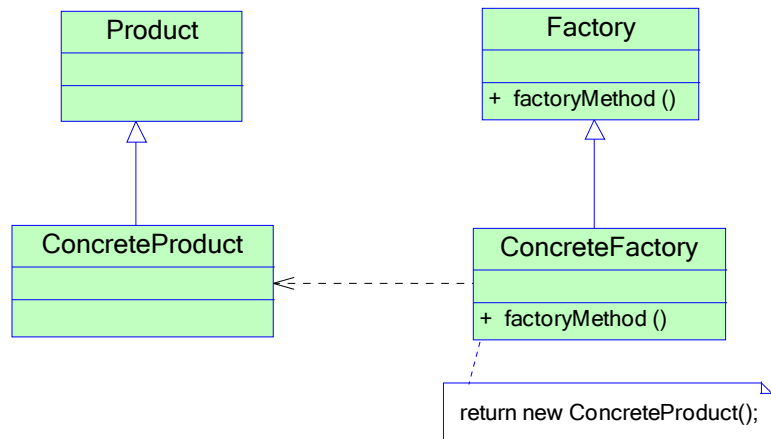 Product
Factory
+ factoryMethod ()
ConcreteProduct
ConcreteFactory
+ factoryMethod ()
return new ConcreteProduct();